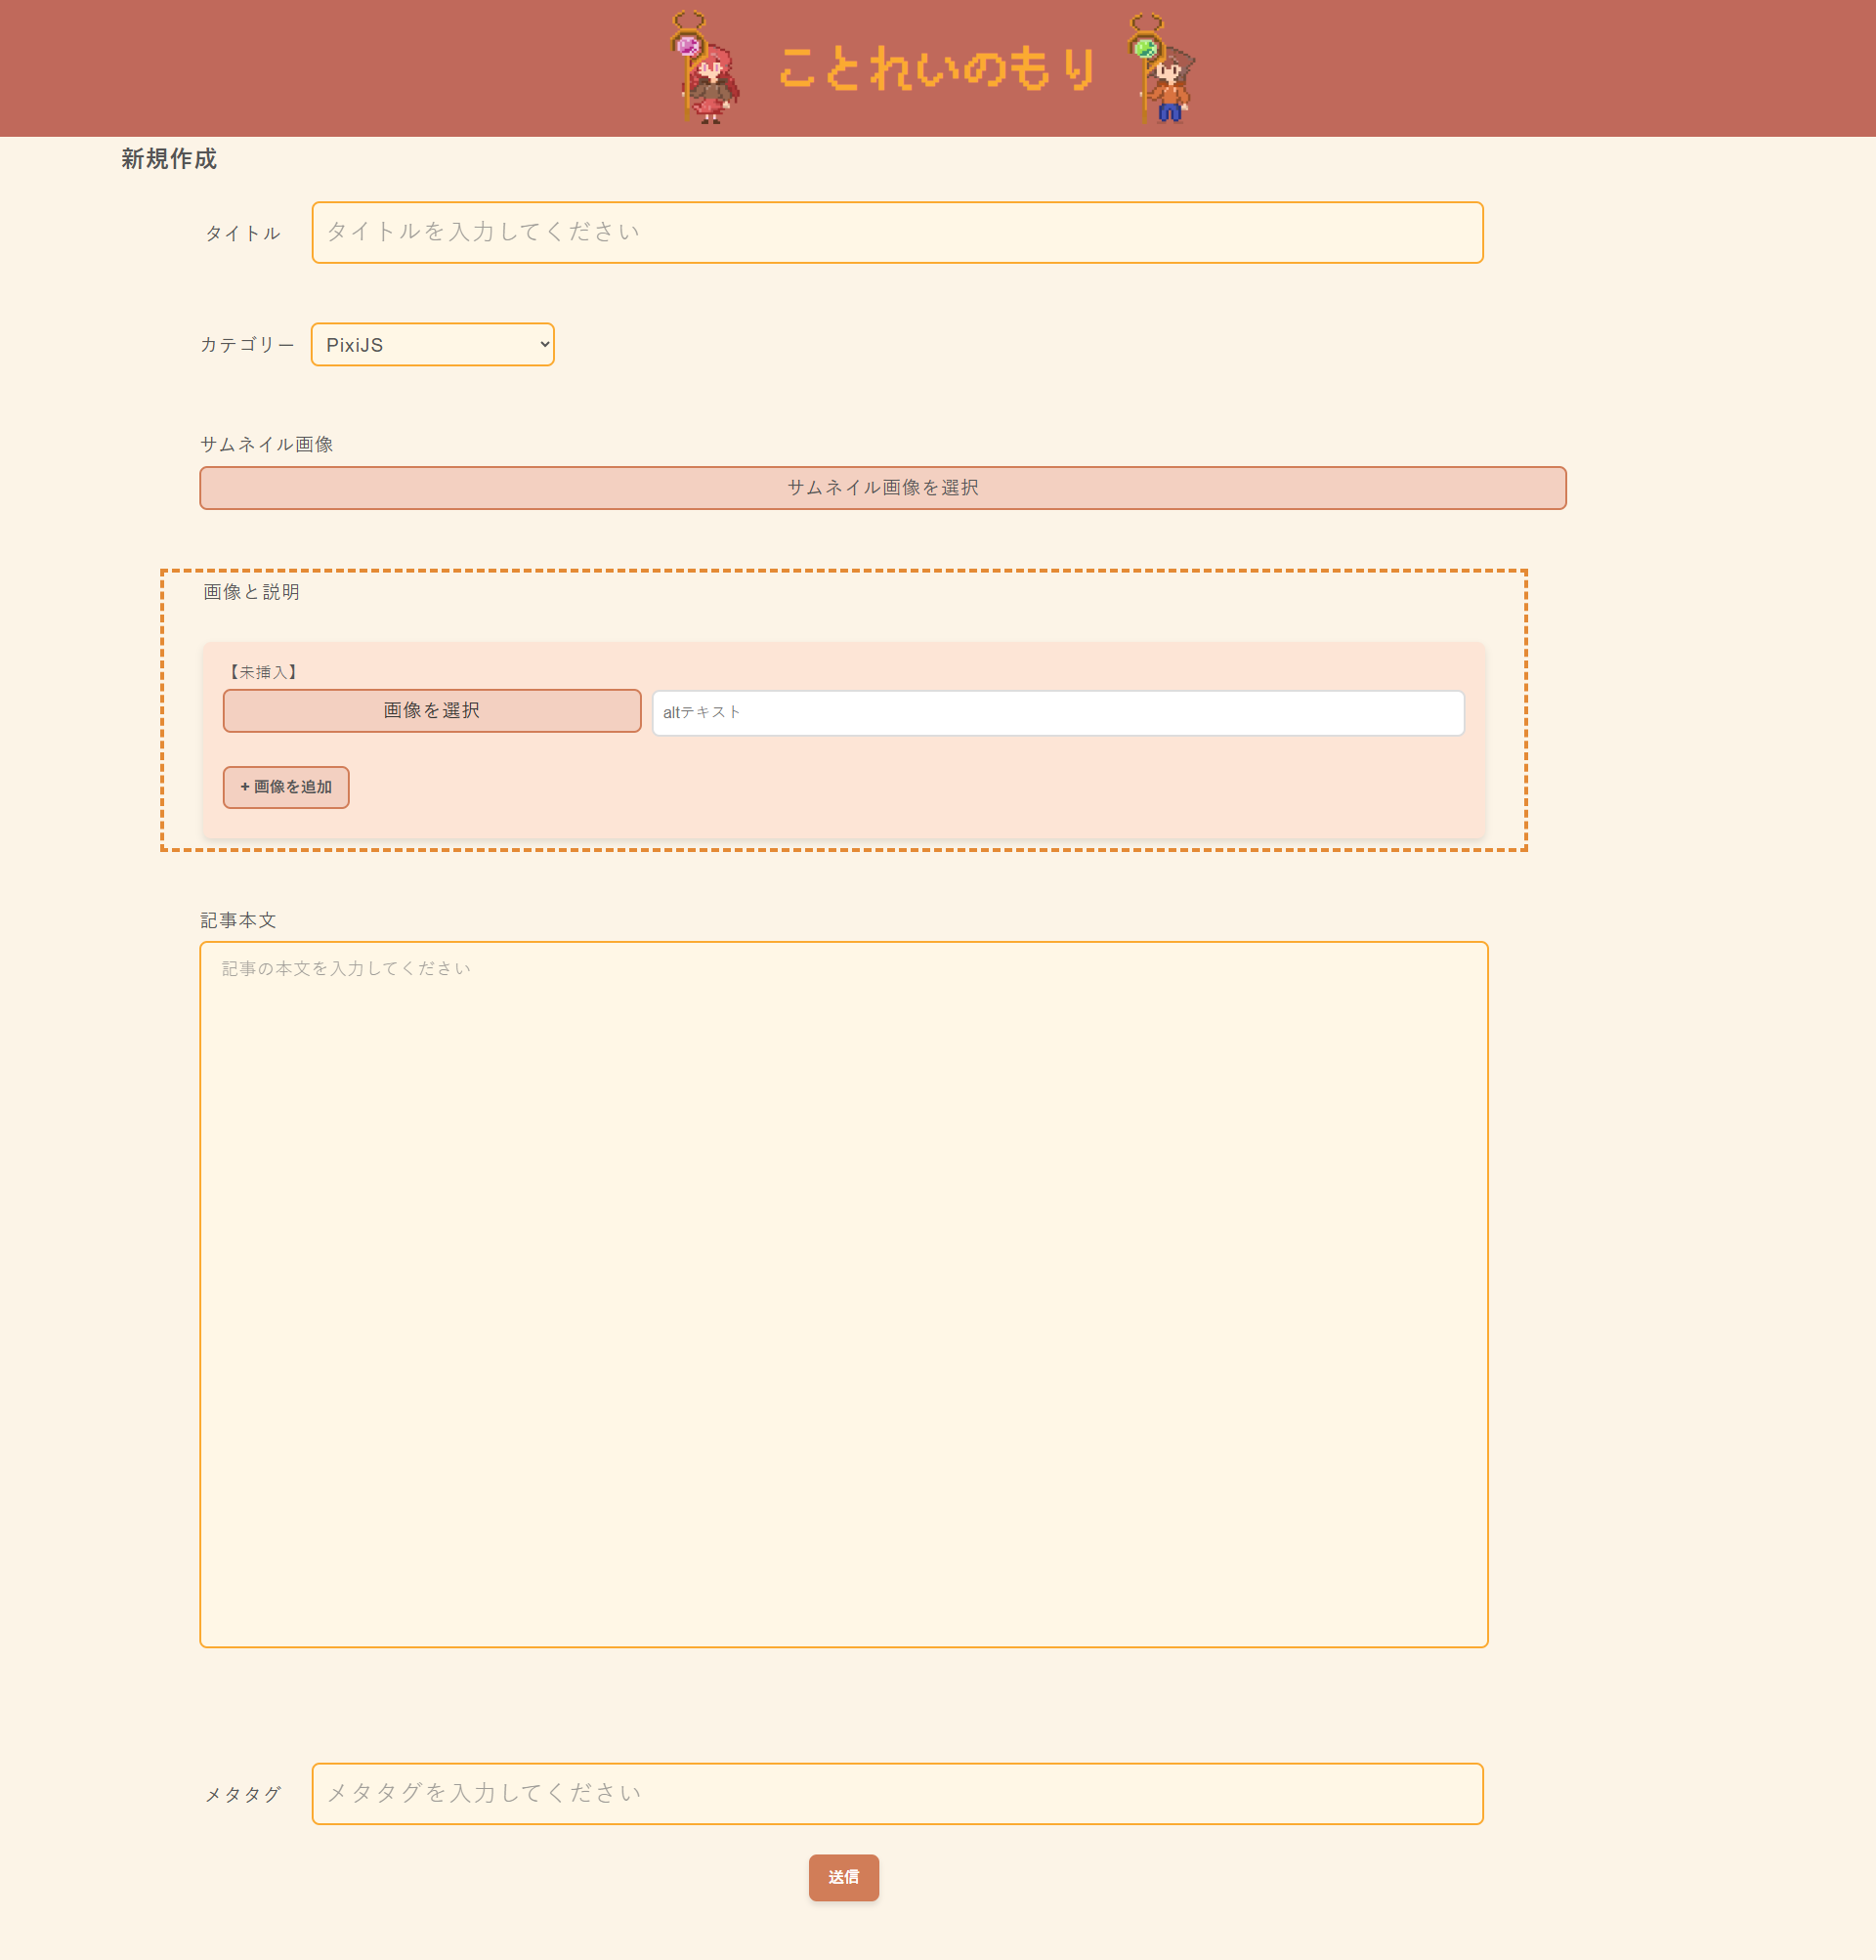 ことれいのもり
新規作成
タイトル
タイトルを入力してください
カテゴリー
PixiJS
サムネイル画像
サムネイル画像を選択
画像と説明
【未挿入】
画像を選択
altテキスト
+ 画像を追加
記事本文
記事の本文を入力してください
メタタグ
メタタグを入力してください
送信